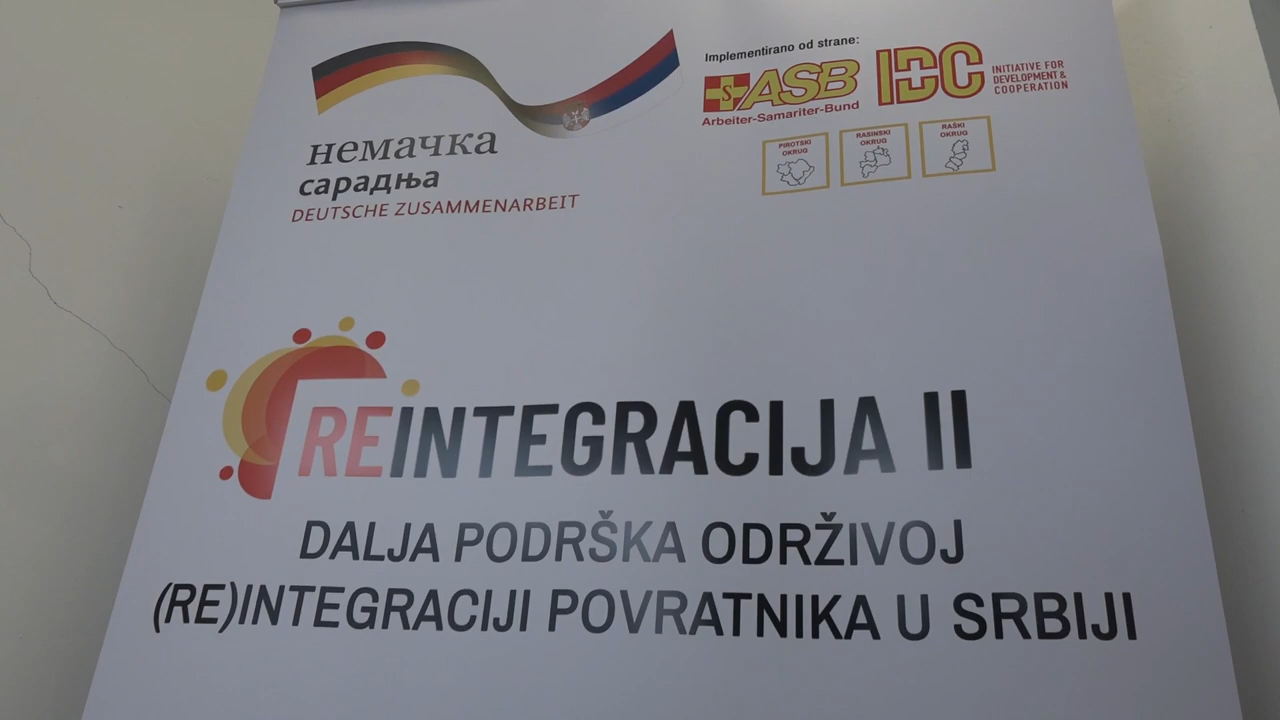 немачка
сарадња
DEUTSCHE ZUSAMMENARBEIT
Implementirano od strane:
ASB
Arbeiter-Samariter-Bund
IDC
INITIATIVE FOR
DEVELOPMENT &
COOPERATION
PIROTSKI
OKRUG
RASINSKI
OKRUG
RAŠKI
OKRUG
REINTEGRACIJA II
DALJA PODRŠKA ODRŽIVOJ
(RE)INTEGRACIJI POVRATNIKA U SRBIJI